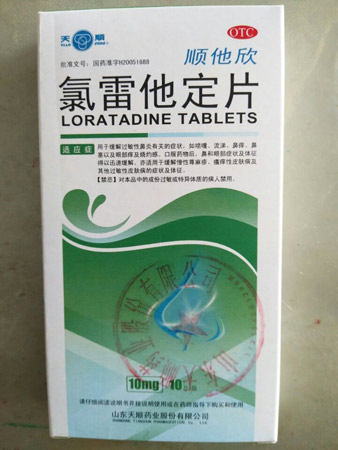 天 顺
OTC
批准文号：国药准字H20051688
顺他欣
氯雷他定片
LORATADINE TABLETS
适应症 用于缓解过敏性鼻炎有关的症状，如喷嚏、流涕、鼻痒、鼻
塞以及眼部痒及烧灼感。口服药物后，鼻和眼部症状及体征
得以迅速缓解。亦适用于缓解慢性荨麻疹、瘙痒性皮肤病及
其他过敏性皮肤病的症状及体征。
【禁忌】对本品中的成份过敏或特异体质的病人禁用。
10mg
请仔细阅读说明书并按说明使用或在药师指导下购买和使用
山东天顺药业股份有限公司
SHANDONG TIANSHUN PHARMACEUTICAL Co., Ltd.